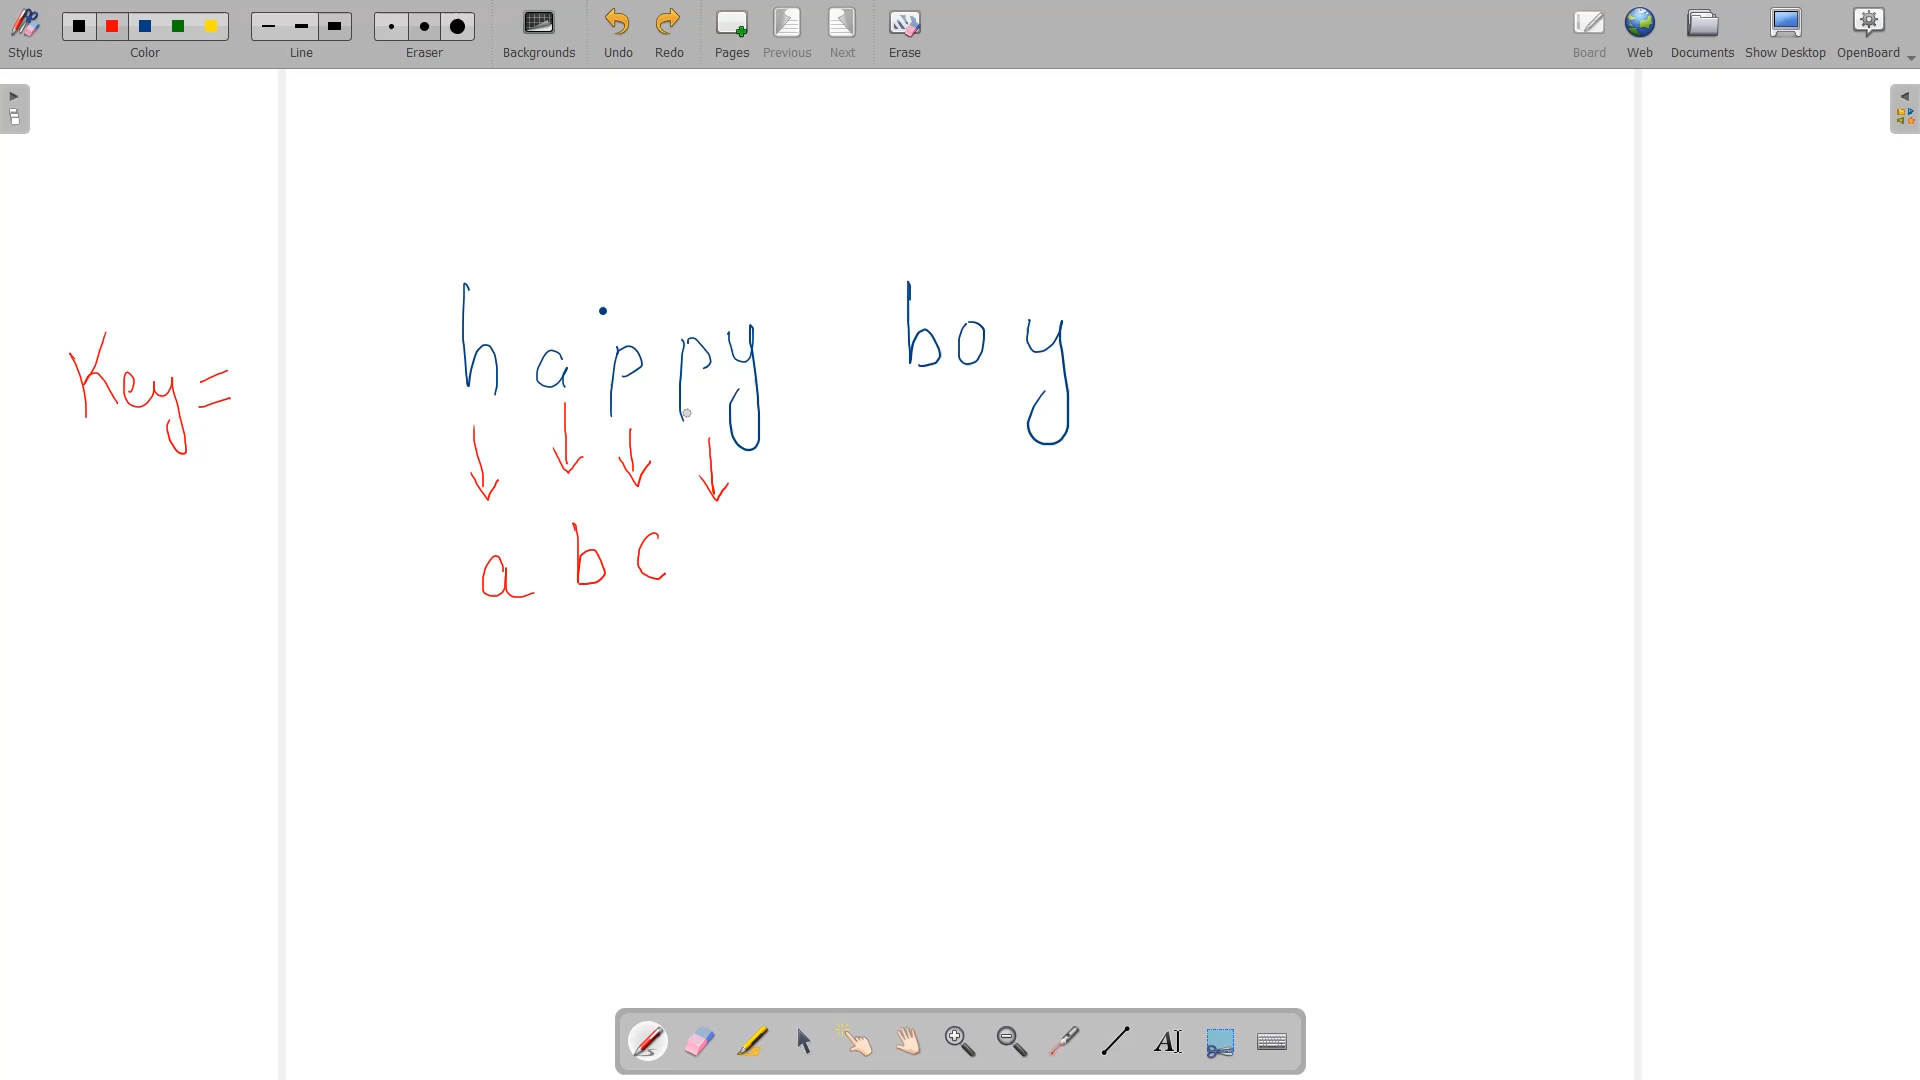 Stylus Color Line Eraser Backgrounds Undo Redo Pages Previous Next Erase Board Web Documents Show Desktop OpenBoard
happy boy
Key=
a b c